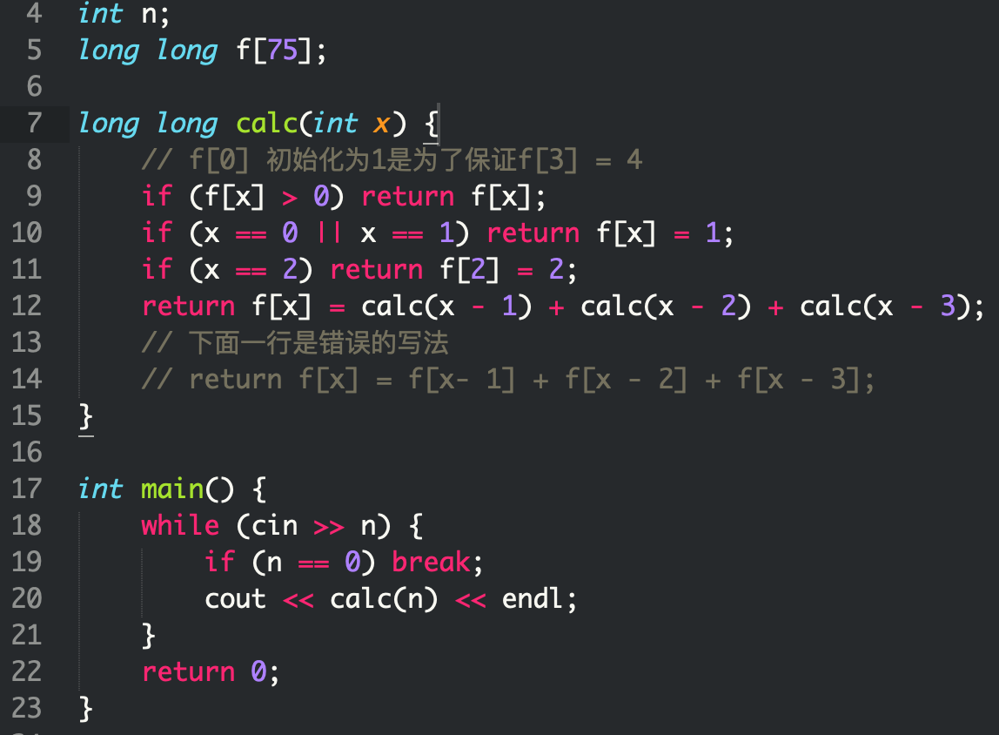 4 int n;
5 long long f[75];
6
7 long long calc(int x) {
8 // f[0] 初始化为1是为了保证f[3] = 4
9 if (f[x] > 0) return f[x];
10 if (x == 0 || x == 1) return f[x] = 1;
11 if (x == 2) return f[2] = 2;
12 return f[x] = calc(x - 1) + calc(x - 2) + calc(x - 3);
13 // 下面一行是错误的写法
14 // return f[x] = f[x- 1] + f[x - 2] + f[x - 3];
15 }
16
17 int main() {
18 while (cin >> n) {
19 if (n == 0) break;
20 cout << calc(n) << endl;
21 }
22 return 0;
23 }